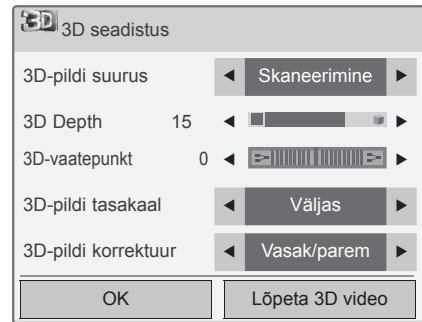 3D 3D seadistus
3D-pildi suurus ◄ Skaneerimine ►
3D Depth 15 ◄ ►
3D-vaatepunkt 0 ◄ ►
3D-pildi tasakaal ◄ Väljas ►
3D-pildi korrektuur ◄ Vasak/parem ►
OK Lõpeta 3D video